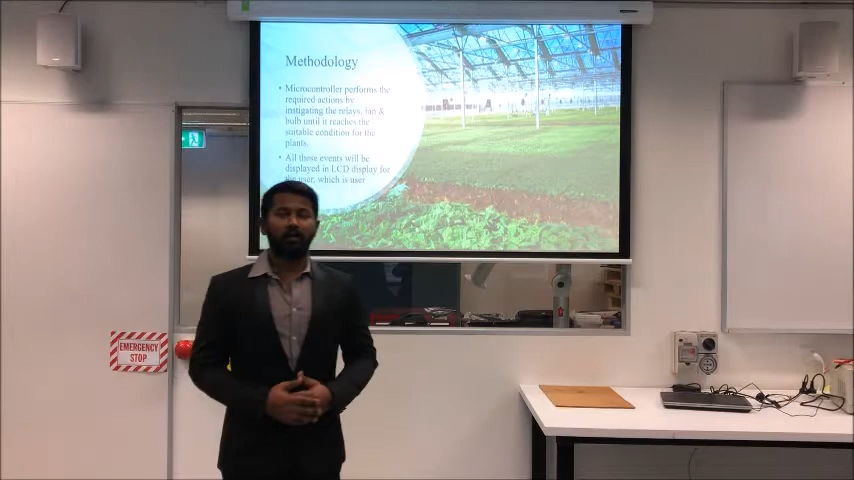 Methodology
• Microcontroller performs the
required actions by
instigating the relays, fan &
bulb until it reaches the
suitable condition for the
plants.
• All these events will be
displayed in LCD display for
the user, which is user
EMERGENCY
STOP